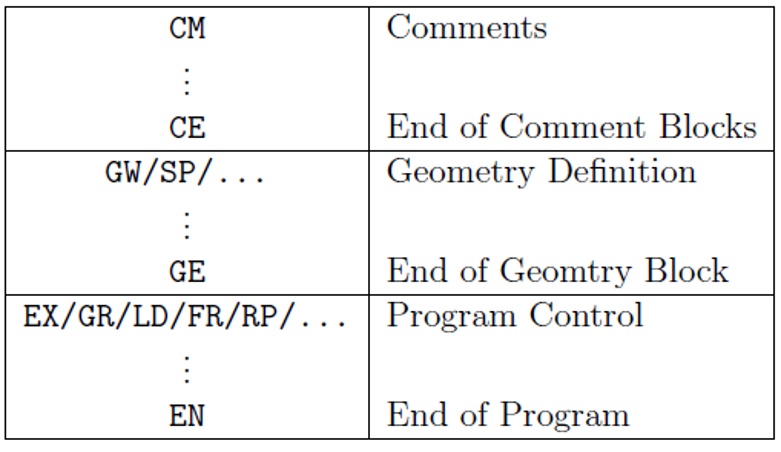 CM Comments
⋮
CE End of Comment Blocks
GW/SP/... Geometry Definition
⋮
GE End of Geomtry Block
EX/GR/LD/FR/RP/... Program Control
⋮
EN End of Program